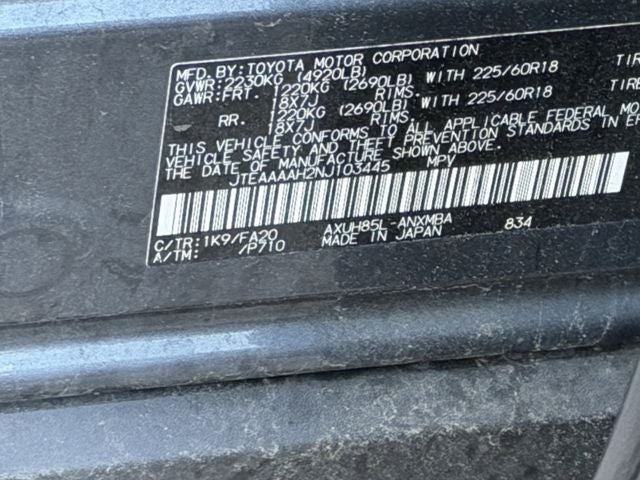 MFD. BY: TOYOTA MOTOR CORPORATION
GVWR: 2230KG (4920LB)
GAWR: FRT. 1220KG (2690LB) WITH 225/60R18 TIR
18X7J RIMS,
RR. 1220KG (2690LB) WITH 225/60R18 TIR
18X7J RIMS,
THIS VEHICLE CONFORMS TO ALL APPLICABLE FEDERAL MO
VEHICLE SAFETY AND THEFT PREVENTION STANDARDS IN EF
THE DATE OF MANUFACTURE SHOWN ABOVE.
JTEAAAAH2NJ103445 MPV
C/TR: 1K9/FA20 AXUH85L-ANXMBA 834
A/TM: /P710 MADE IN JAPAN